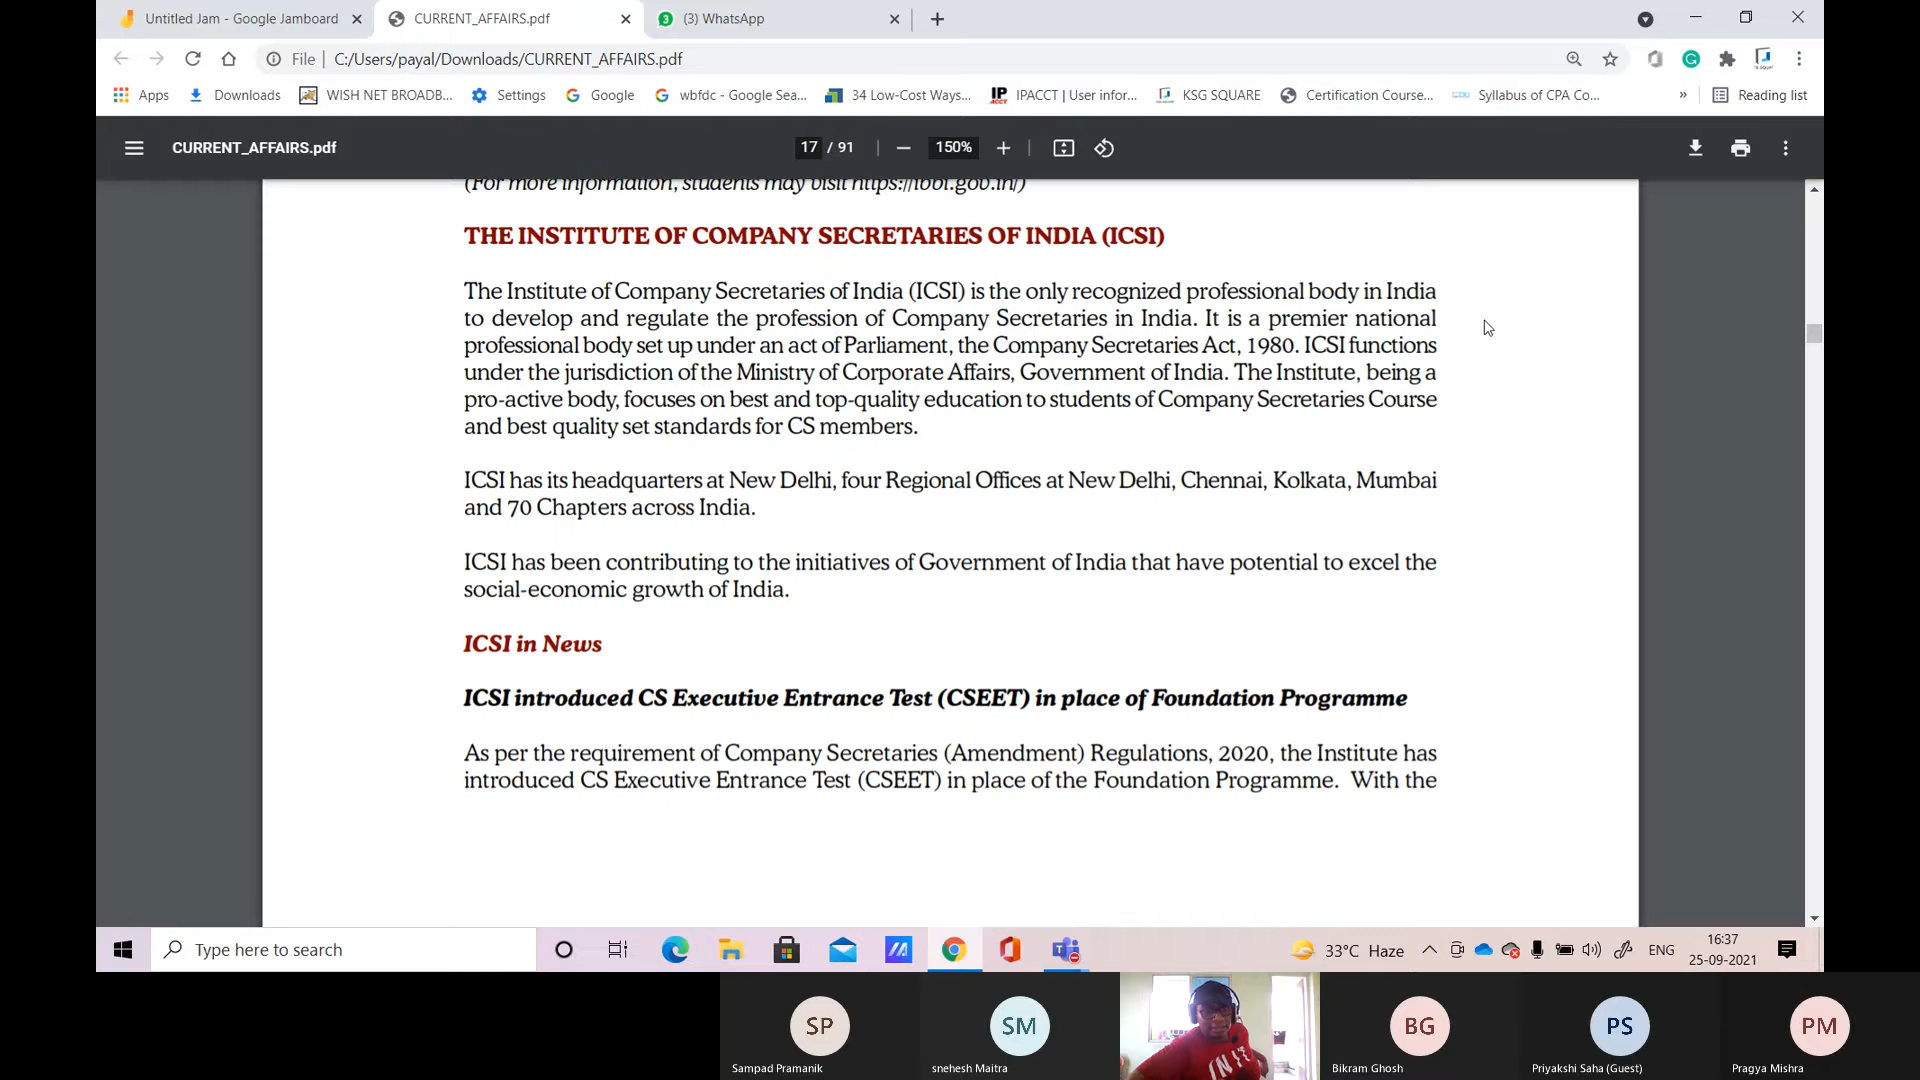 Untitled Jam - Google Jamboard
CURRENT_AFFAIRS.pdf
3
(3) WhatsApp
File
C:/Users/payal/Downloads/CURRENT_AFFAIRS.pdf
Apps
Downloads
WISH NET BROADB...
Settings
Google
wbfdc - Google Sea...
34 Low-Cost Ways...
IP
ACCT
IPACCT | User infor...
KSG SQUARE
Certification Course...
Syllabus of CPA Co...
»
Reading list
CURRENT_AFFAIRS.pdf
17 / 91
150%
(For more information, students may visit https://ibbi.gov.in/)
THE INSTITUTE OF COMPANY SECRETARIES OF INDIA (ICSI)
The Institute of Company Secretaries of India (ICSI) is the only recognized professional body in India
to develop and regulate the profession of Company Secretaries in India. It is a premier national
professional body set up under an act of Parliament, the Company Secretaries Act, 1980. ICSI functions
under the jurisdiction of the Ministry of Corporate Affairs, Government of India. The Institute, being a
pro-active body, focuses on best and top-quality education to students of Company Secretaries Course
and best quality set standards for CS members.
ICSI has its headquarters at New Delhi, four Regional Offices at New Delhi, Chennai, Kolkata, Mumbai
and 70 Chapters across India.
ICSI has been contributing to the initiatives of Government of India that have potential to excel the
social-economic growth of India.
ICSI in News
ICSI introduced CS Executive Entrance Test (CSEET) in place of Foundation Programme
As per the requirement of Company Secretaries (Amendment) Regulations, 2020, the Institute has
introduced CS Executive Entrance Test (CSEET) in place of the Foundation Programme. With the
Type here to search
33°C Haze
ENG
16:37
25-09-2021
SP
SM
BG
PS
PM
Sampad Pramanik
snehesh Maitra
Bikram Ghosh
Priyakshi Saha (Guest)
Pragya Mishra